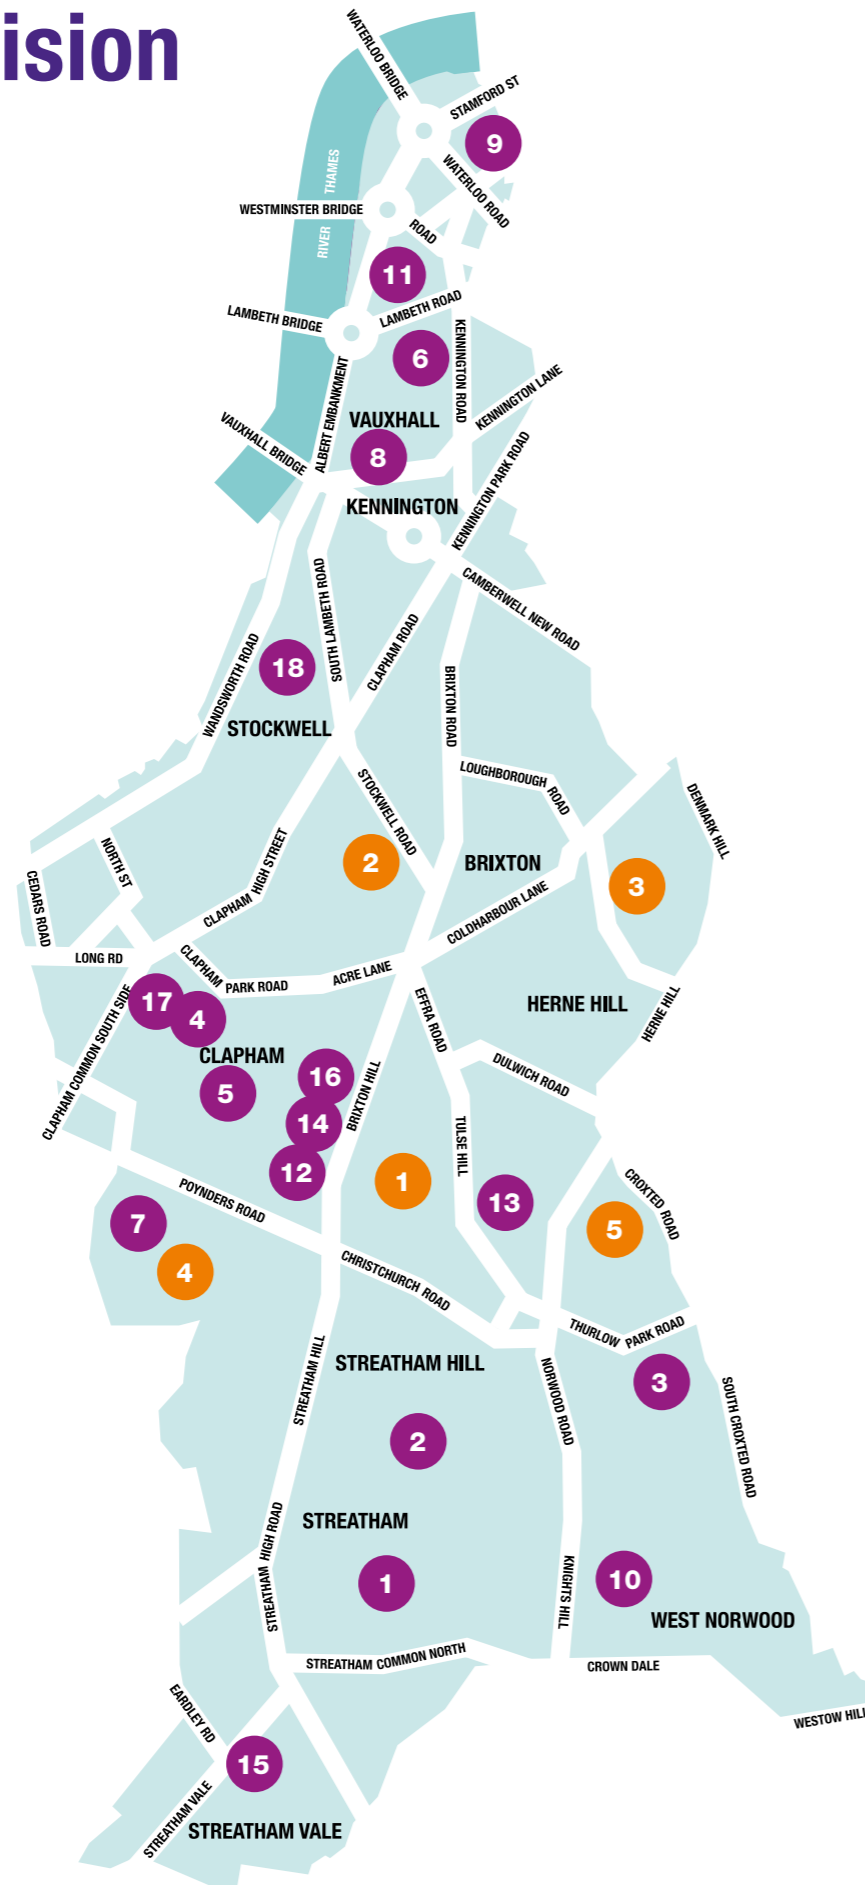 ision
WATERLOO BRIDGE
STAMFORD ST
9
RIVER THAMES
WATERLOO ROAD
WESTMINSTER BRIDGE
ROAD
11
LAMBETH BRIDGE
LAMBETH ROAD
6
KENNINGTON ROAD
ALBERT EMBANKMENT
KENNINGTON LANE
VAUXHALL
VAUXHALL BRIDGE
8
KENNINGTON PARK ROAD
KENNINGTON
CAMBERWELL NEW ROAD
SOUTH LAMBETH ROAD
CLAPHAM ROAD
WANDSWORTH ROAD
18
BRIXTON ROAD
STOCKWELL
LOUGHBOROUGH ROAD
STOCKWELL ROAD
DENMARK HILL
NORTH ST
2
BRIXTON
3
CEDARS ROAD
CLAPHAM HIGH STREET
COLDHARBOUR LANE
LONG RD
CLAPHAM PARK ROAD
ACRE LANE
17
4
EFFRA ROAD
HERNE HILL
HERNE HILL
CLAPHAM COMMON SOUTH SIDE
CLAPHAM
5
16
DULWICH ROAD
14
BRIXTON HILL
TULSE HILL
12
1
13
CROXTED ROAD
POYNDERS ROAD
7
5
4
CHRISTCHURCH ROAD
THURLOW PARK ROAD
STREATHAM HILL
STREATHAM HILL
NORWOOD ROAD
3
SOUTH CROXTED ROAD
2
STREATHAM
STREATHAM HIGH ROAD
1
KNIGHTS HILL
10
WEST NORWOOD
STREATHAM COMMON NORTH
CROWN DALE
EARDLEY RD
WESTOW HILL
15
STREATHAM VALE
STREATHAM VALE